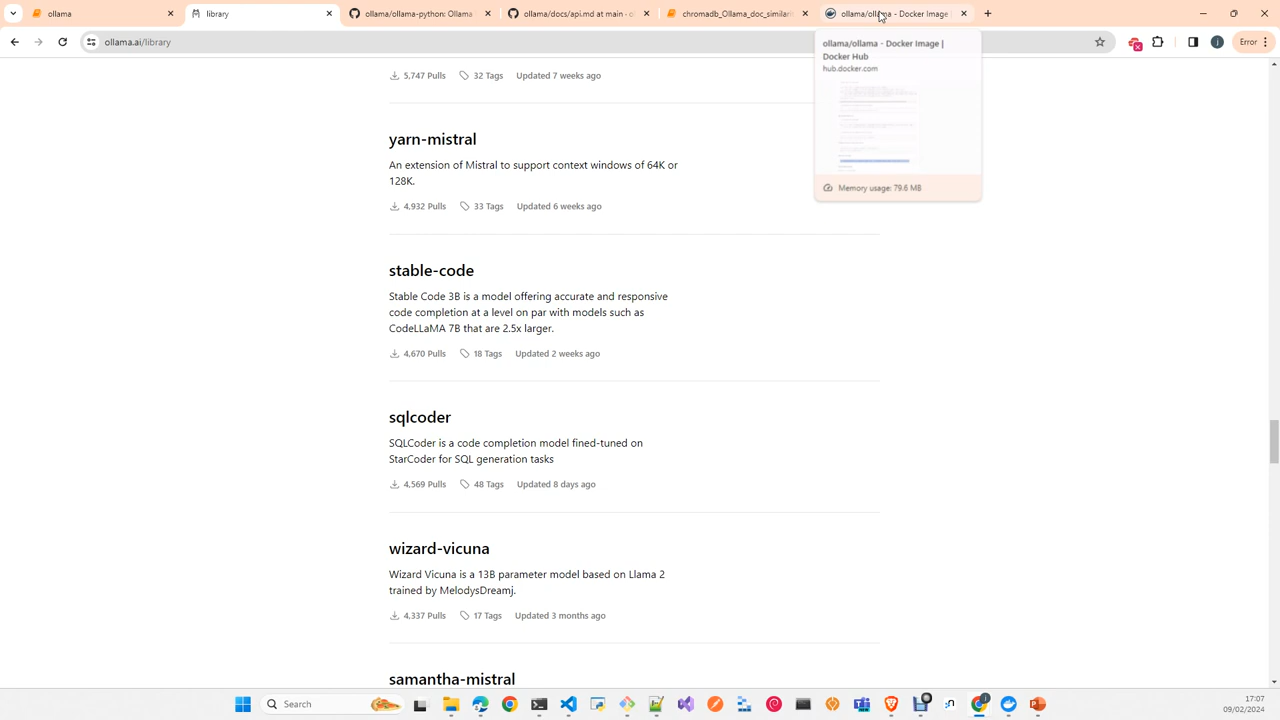 ollama
library
ollama/ollama-python: Ollama
ollama/docs/api.md at main · o
chromadb_Ollama_doc_similari
ollama/ollama - Docker Image
ollama.ai/library
Error
ollama/ollama - Docker Image |
Docker Hub
hub.docker.com
Memory usage: 79.6 MB
5,747 Pulls 32 Tags Updated 7 weeks ago
yarn-mistral
An extension of Mistral to support context windows of 64K or
128K.
4,932 Pulls 33 Tags Updated 6 weeks ago
stable-code
Stable Code 3B is a model offering accurate and responsive
code completion at a level on par with models such as
CodeLLaMA 7B that are 2.5x larger.
4,670 Pulls 18 Tags Updated 2 weeks ago
sqlcoder
SQLCoder is a code completion model fined-tuned on
StarCoder for SQL generation tasks
4,569 Pulls 48 Tags Updated 8 days ago
wizard-vicuna
Wizard Vicuna is a 13B parameter model based on Llama 2
trained by MelodysDreamj.
4,337 Pulls 17 Tags Updated 3 months ago
samantha-mistral
Search
17:07
09/02/2024